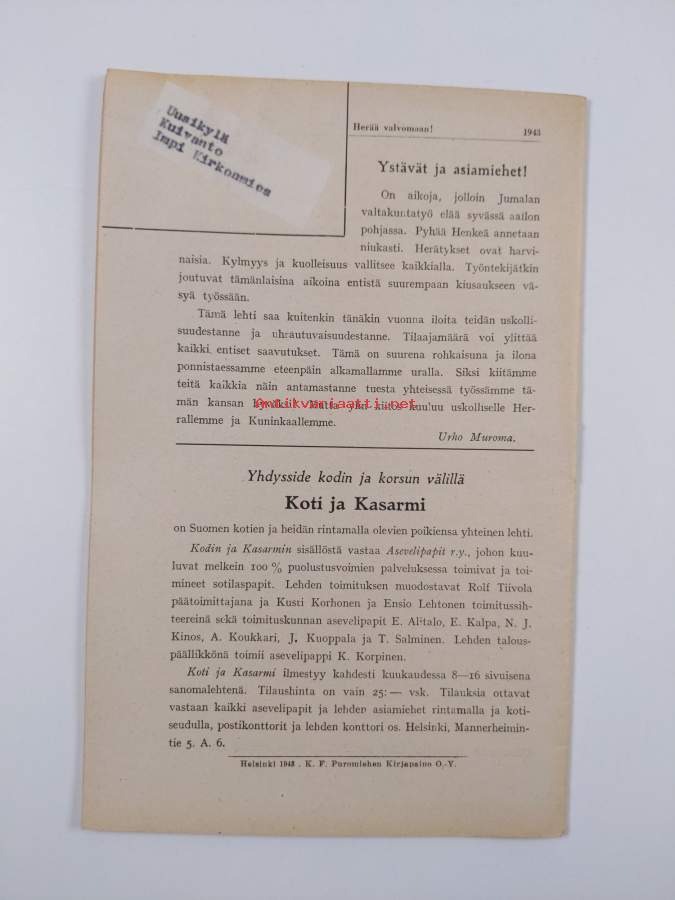 Uusikylä
Kuivanto
Impi Kirkonmies
Herää valvomaan! 1943
Ystävät ja asiamiehet!
On aikoja, jolloin Jumalan
valtakuntatyö elää syvässä aallon
pohjassa. Pyhää Henkeä annetaan
niukasti. Herätykset ovat harvi-
naisia. Kylmyys ja kuolleisuus vallitsee kaikkialla. Työntekijätkin
joutuvat tämänlaisina aikoina entistä suurempaan kiusaukseen vä-
syä työssään.
Tämä lehti saa kuitenkin tänäkin vuonna iloita teidän uskolli-
suudestanne ja uhrautuvaisuudestanne. Tilaajamäärä voi ylittää
kaikki entiset saavutukset. Tämä on suurena rohkaisuna ja ilona
ponnistaessamme eteenpäin alkamallamme uralla. Siksi kiitämme
teitä kaikkia näin antamastanne tuesta yhteisessä työssämme tä-
män kansan hyväksi. Mutta ylin kiitos kuuluu uskolliselle Her-
antikvariaatti.net
rallemme ja Kuninkaallemme.
Urho Muroma.
Yhdysside kodin ja korsun välillä
Koti ja Kasarmi
on Suomen kotien ja heidän rintamalla olevien poikiensa yhteinen lehti.
Kodin ja Kasarmin sisällöstä vastaa Asevelipapit r.y., johon kuu-
luvat melkein 100 % puolustusvoimien palveluksessa toimivat ja toi-
mineet sotilaspapit. Lehden toimituksen muodostavat Rolf Tiivola
päätoimittajana ja Kusti Korhonen ja Ensio Lehtonen toimitussih-
teereinä sekä toimituskunnan asevelipapit E. Alitalo, E. Kalpa, N. J.
Kinos, A. Koukkari, J. Kuoppala ja T. Salminen. Lehden talous-
päällikkönä toimii asevelipappi K. Korpinen.
Koti ja Kasarmi ilmestyy kahdesti kuukaudessa 8—16 sivuisena
sanomalehtenä. Tilaushinta on vain 25: — vsk. Tilauksia ottavat
vastaan kaikki asevelipapit ja lehden asiamiehet rintamalla ja koti-
seudulla, postikonttorit ja lehden konttori os. Helsinki, Mannerheimin-
tie 5. A. 6.
Helsinki 1943 . K. F. Puromiehen Kirjapaino O.-Y.